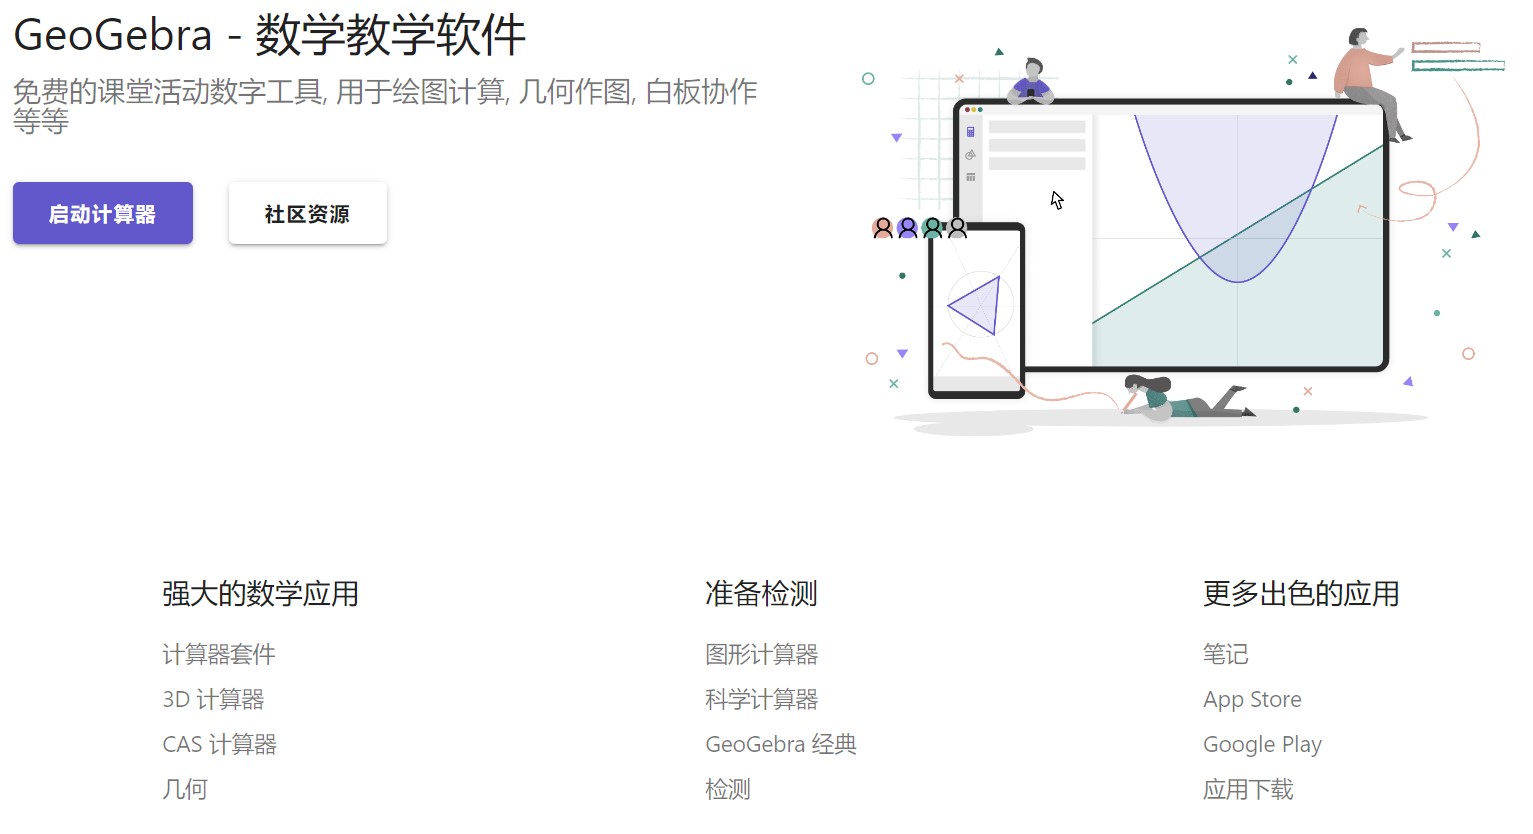 GeoGebra - 数学教学软件
免费的课堂活动数字工具, 用于绘图计算, 几何作图, 白板协作
等等
启动计算器
社区资源
强大的数学应用
计算器套件
3D 计算器
CAS 计算器
几何
准备检测
图形计算器
科学计算器
GeoGebra 经典
检测
更多出色的应用
笔记
App Store
Google Play
应用下载